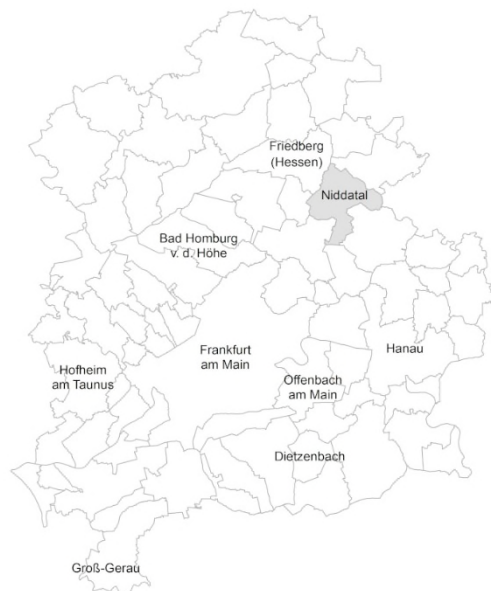 Friedberg
(Hessen)
Niddatal
Bad Homburg
v. d. Höhe
Frankfurt
am Main
Hanau
Hofheim
am Taunus
Offenbach
am Main
Dietzenbach
Groß-Gerau